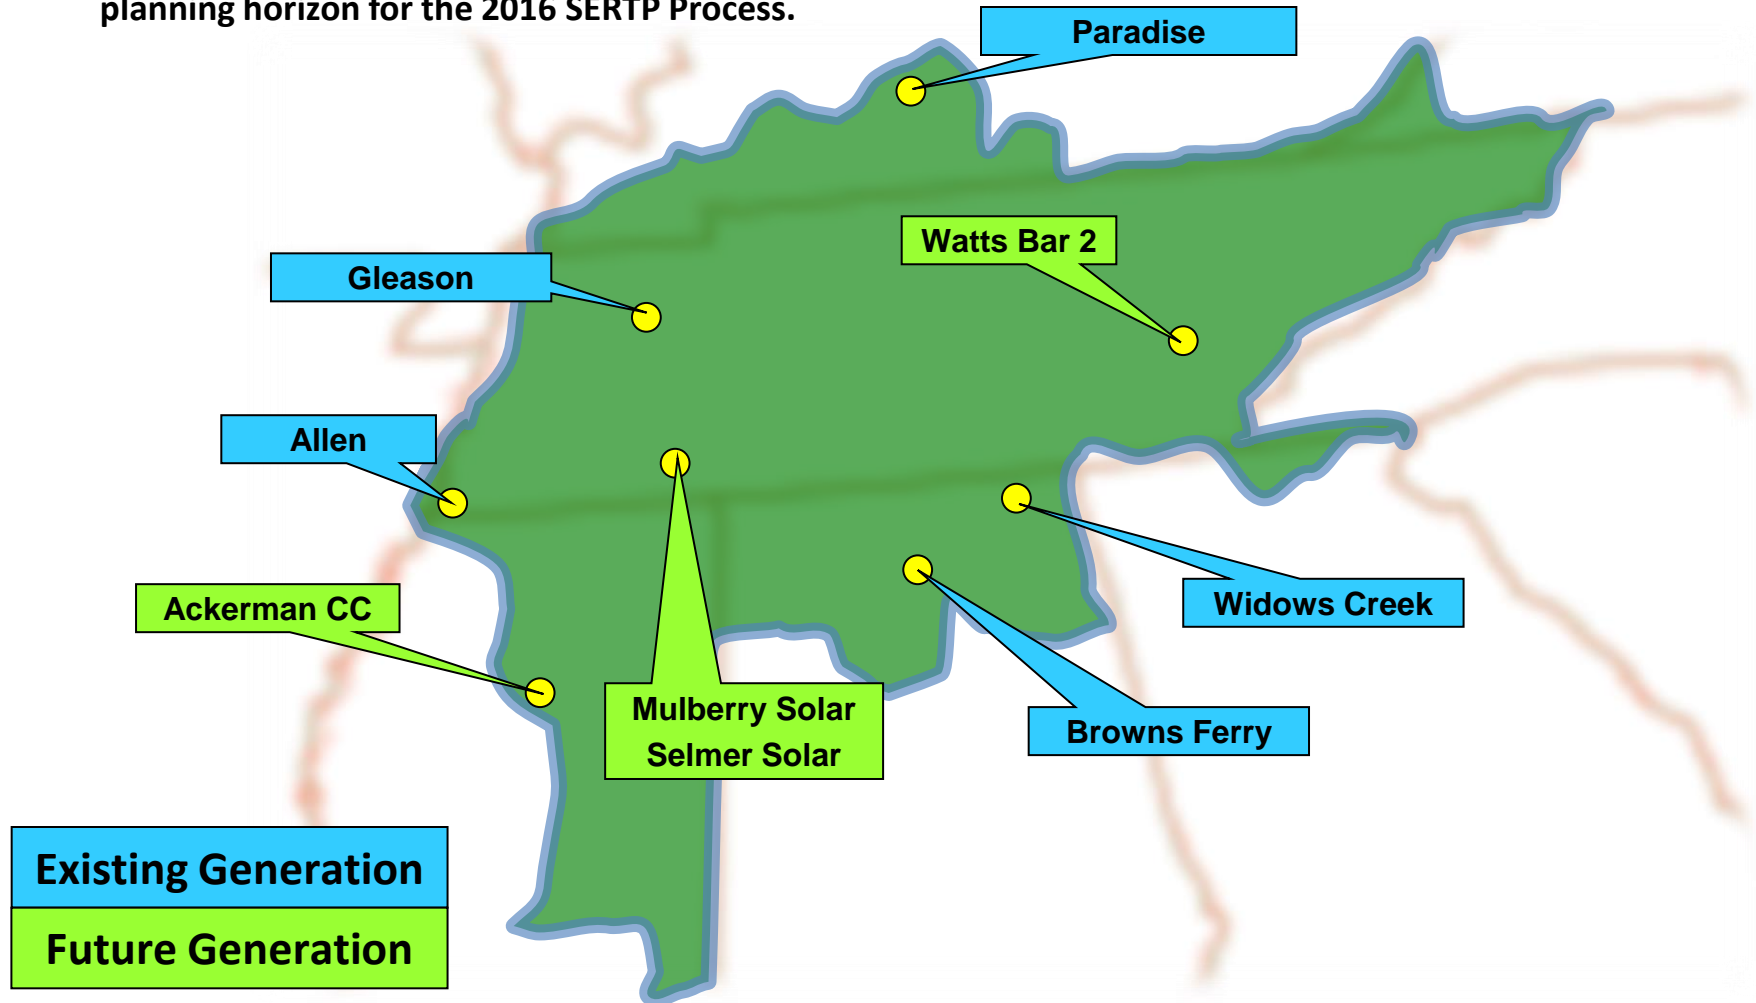 planning horizon for the 2016 SERTP Process.
Paradise
Watts Bar 2
Gleason
Allen
Ackerman CC
Widows Creek
Mulberry Solar
Selmer Solar
Browns Ferry
Existing Generation
Future Generation